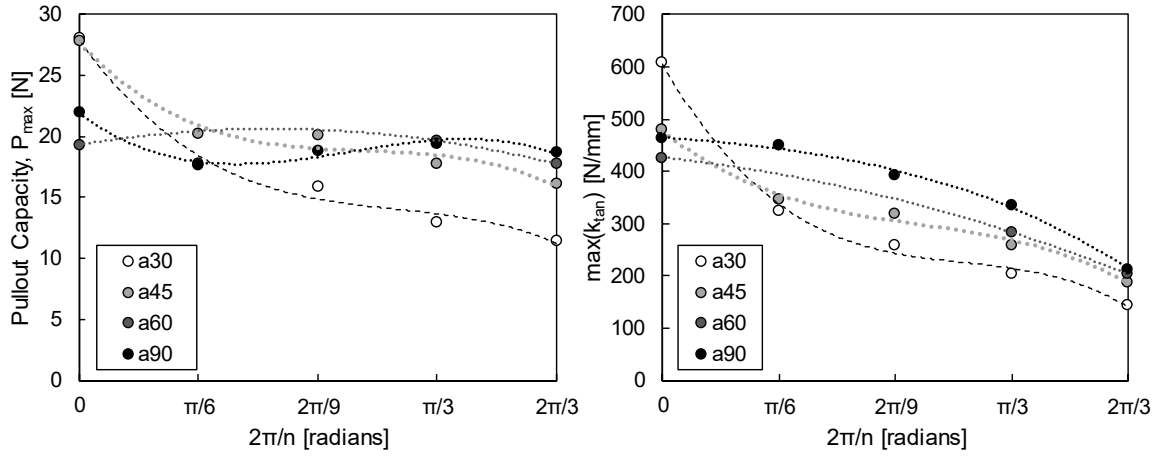 30
25
20
15
10
5
0
Pullout Capacity, P_max [N]
a30
a45
a60
a90
0 π/6 2π/9 π/3 2π/3
2π/n [radians]
700
600
500
400
300
200
100
0
max(k_tan) [N/mm]
a30
a45
a60
a90
0 π/6 2π/9 π/3 2π/3
2π/n [radians]